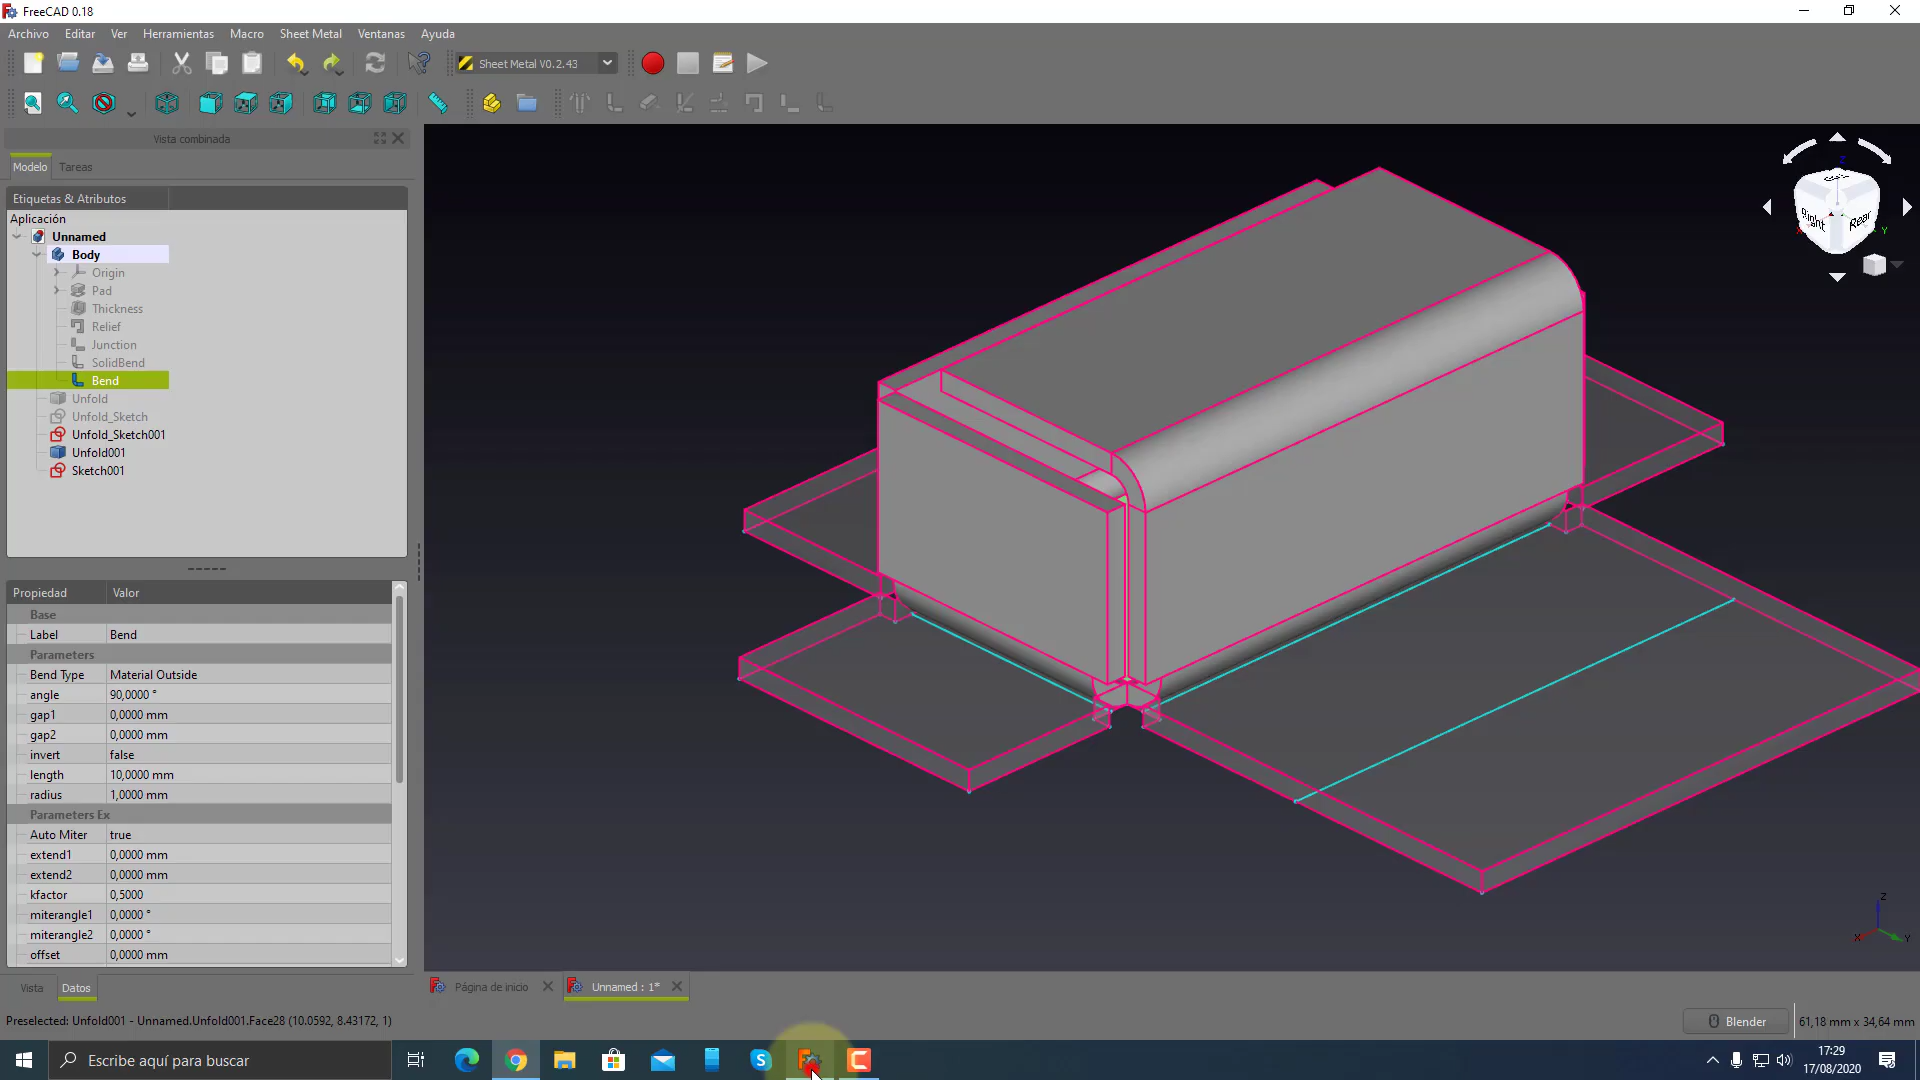 FreeCAD 0.18
Archivo Editar Ver Herramientas Macro Sheet Metal Ventanas Ayuda
Sheet Metal V0.2.43
Vista combinada
Modelo Tareas
Etiquetas & Atributos
Aplicación
Unnamed
Body
Origin
Pad
Thickness
Relief
Junction
SolidBend
Bend
Unfold
Unfold_Sketch
Unfold_Sketch001
Unfold001
Sketch001
Propiedad Valor
Base
Label Bend
Parameters
Bend Type Material Outside
angle 90,0000 °
gap1 0,0000 mm
gap2 0,0000 mm
invert false
length 10,0000 mm
radius 1,0000 mm
Parameters Ex
Auto Miter true
extend1 0,0000 mm
extend2 0,0000 mm
kfactor 0,5000
miterangle1 0,0000 °
miterangle2 0,0000 °
offset 0,0000 mm
Vista Datos
Z
Right Rear
X Y
Z
X Y
Página de inicio Unnamed : 1*
Preselected: Unfold001 - Unnamed.Unfold001.Face28 (10.0592, 8.43172, 1)
Blender 61,18 mm x 34,64 mm
Escribe aquí para buscar
17:29
17/08/2020